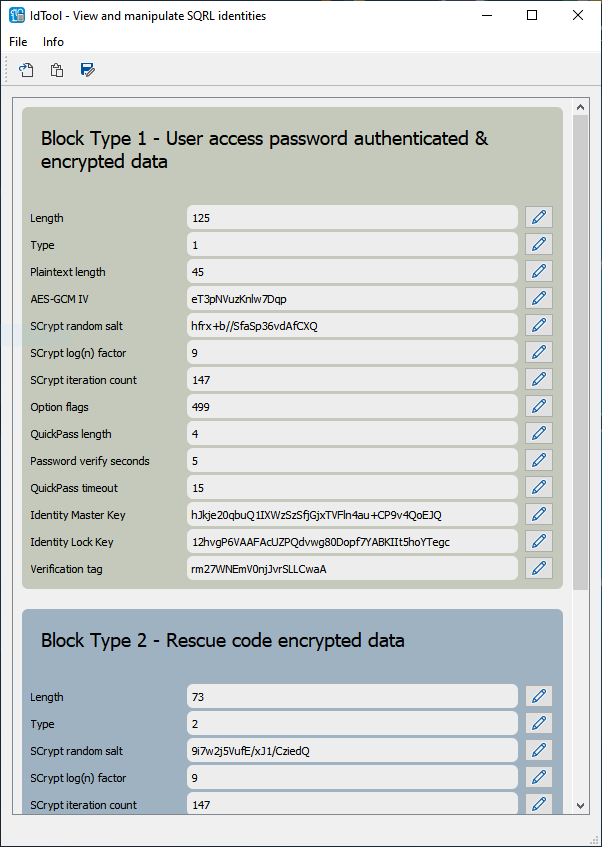 IdTool - View and manipulate SQRL identities
File Info
Block Type 1 - User access password authenticated &
encrypted data
Length 125
Type 1
Plaintext length 45
AES-GCM IV eT3pNVuzKnlw7Dqp
SCrypt random salt hfrx+b//SfaSp36vdAfCXQ
SCrypt log(n) factor 9
SCrypt iteration count 147
Option flags 499
QuickPass length 4
Password verify seconds 5
QuickPass timeout 15
Identity Master Key hJkje20qbuQ1IXWzSzSfjGjxTVFln4au+CP9v4QoEJQ
Identity Lock Key 12hvgP6VAAFAcUZPQdvwg80Dopf7YABKIIt5hoYTegc
Verification tag rm27WNEmV0njJvrSLLCwaA
Block Type 2 - Rescue code encrypted data
Length 73
Type 2
SCrypt random salt 9i7w2j5VufE/xJ1/CziedQ
SCrypt log(n) factor 9
SCrypt iteration count 147